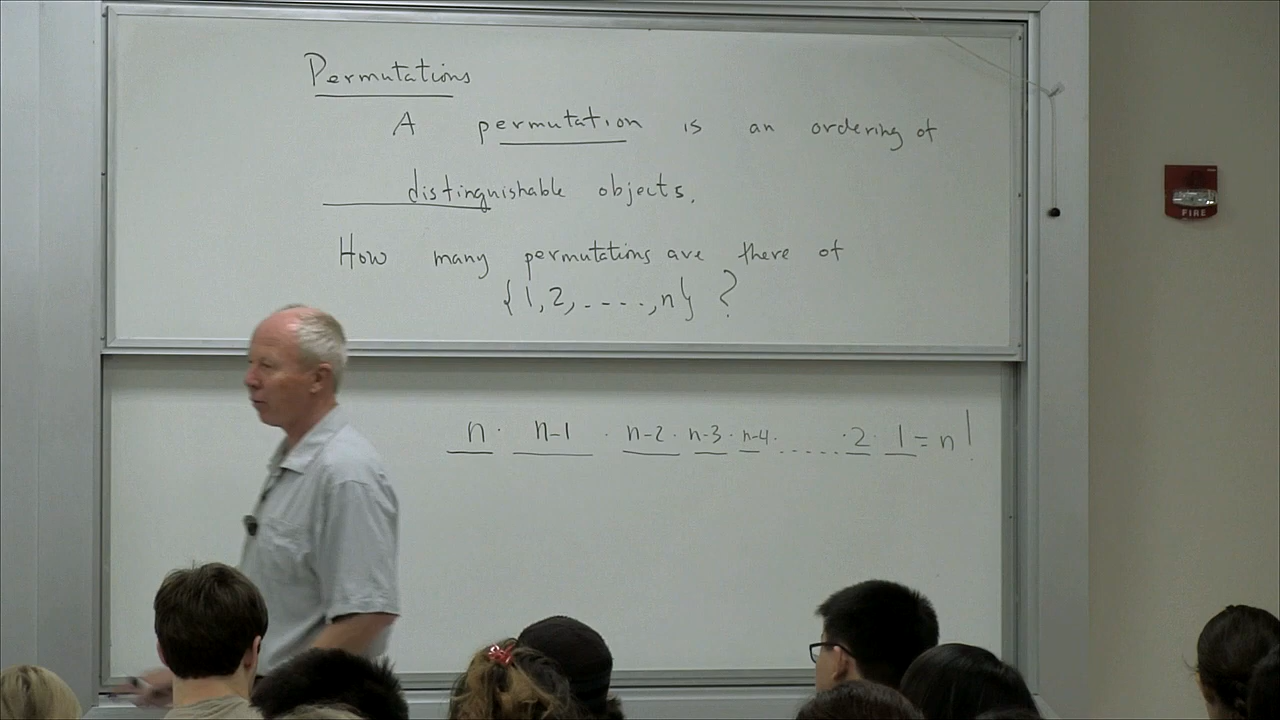 Permutations
A permutation is an ordering of
distinguishable objects.
How many permutations are there of
{1,2,-----,n} ?
n · n-1 · n-2 · n-3 · n-4 · ...... · 2 · 1 = n!
FIRE